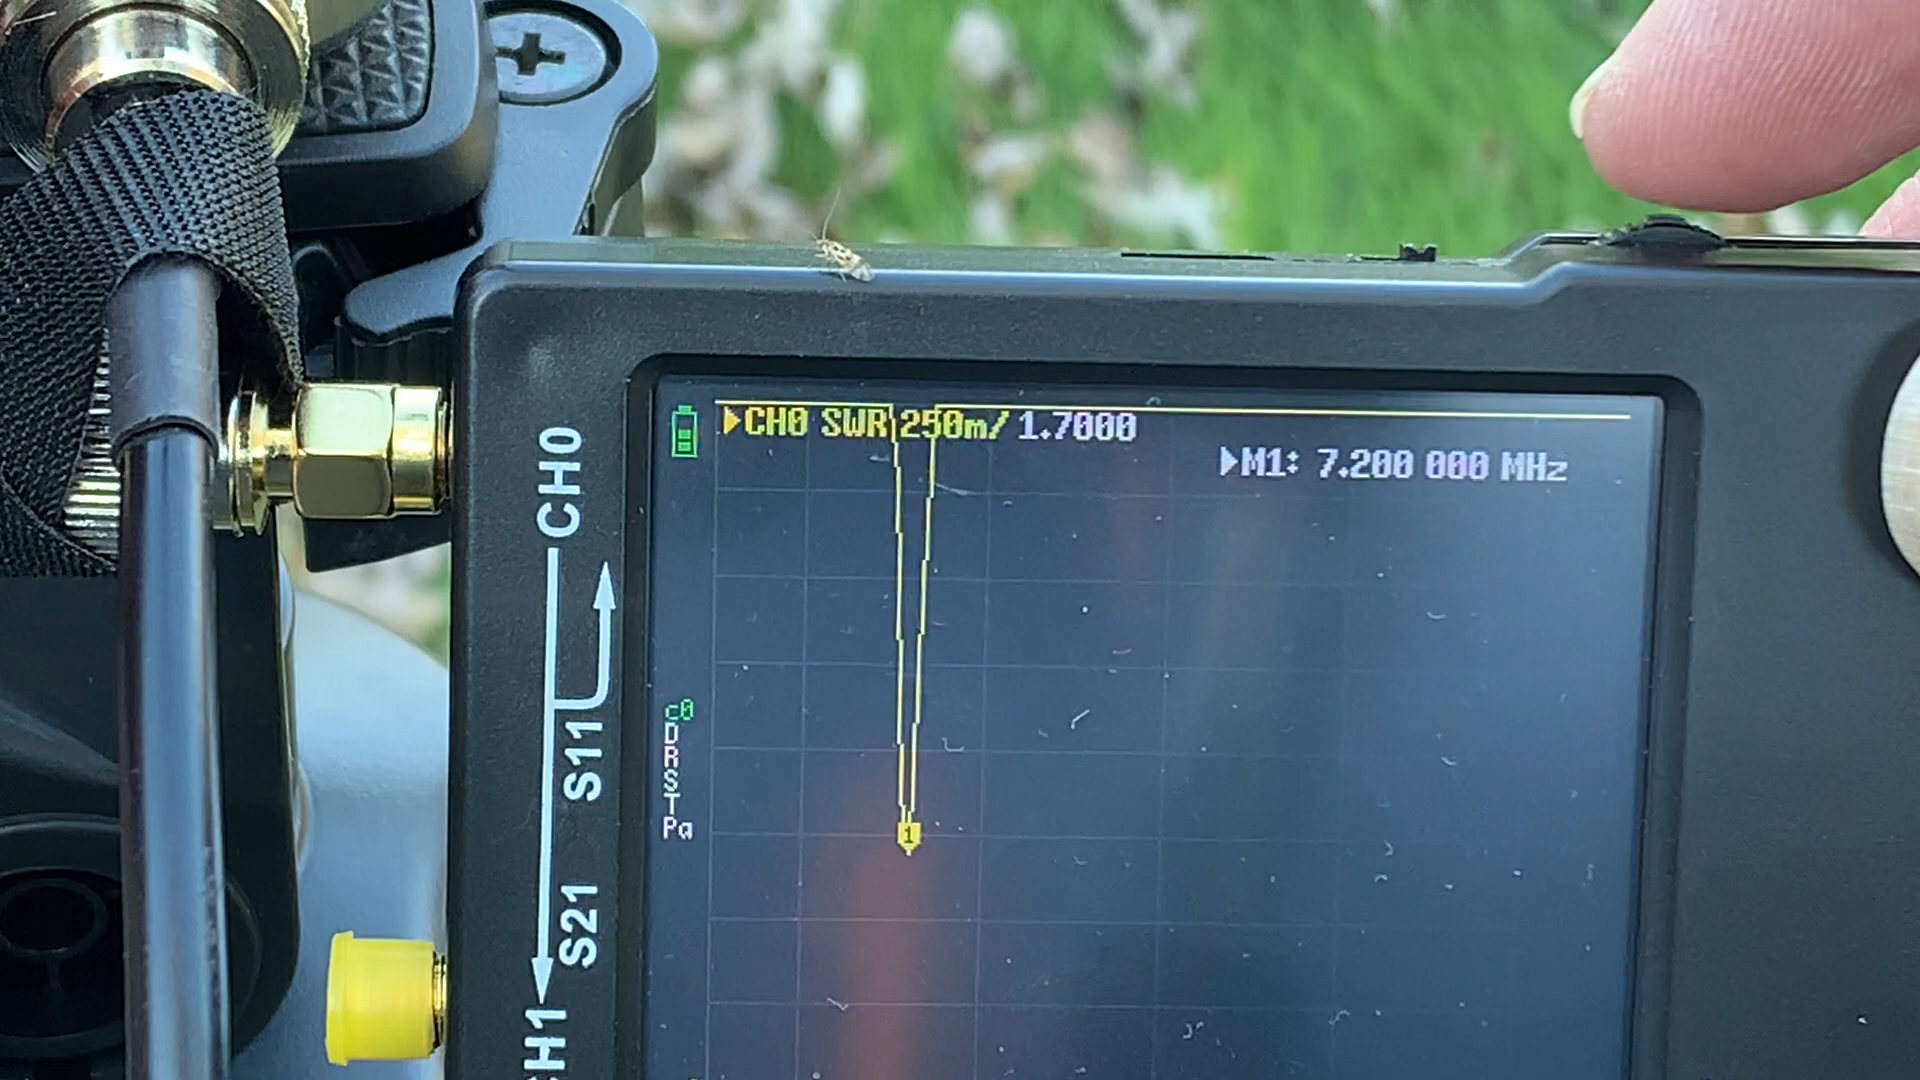 CH0 SWR 250m/ 1.7000
M1: 7.200 000 MHz
c0
D
R
S
T
Pa
1
CH0
S11
S21
CH1